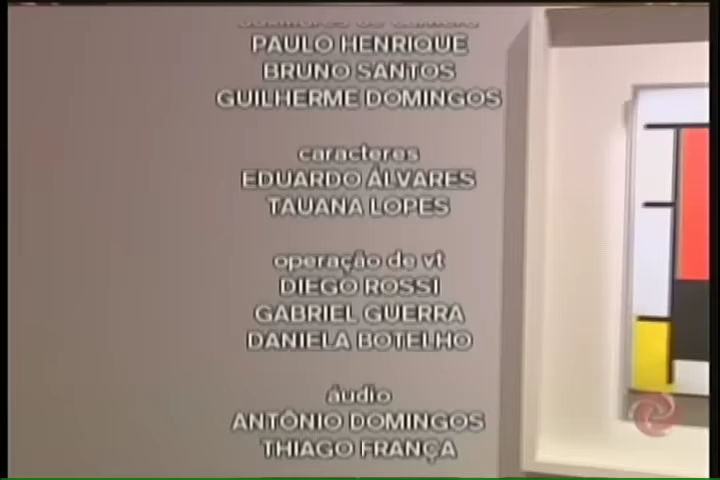 PAULO HENRIQUE
BRUNO SANTOS
GUILHERME DOMINGOS
caracteres
EDUARDO ÁLVARES
TAUANA LOPES
operação de vt
DIEGO ROSSI
GABRIEL GUERRA
DANIELA BOTELHO
áudio
ANTÔNIO DOMINGOS
THIAGO FRANÇA